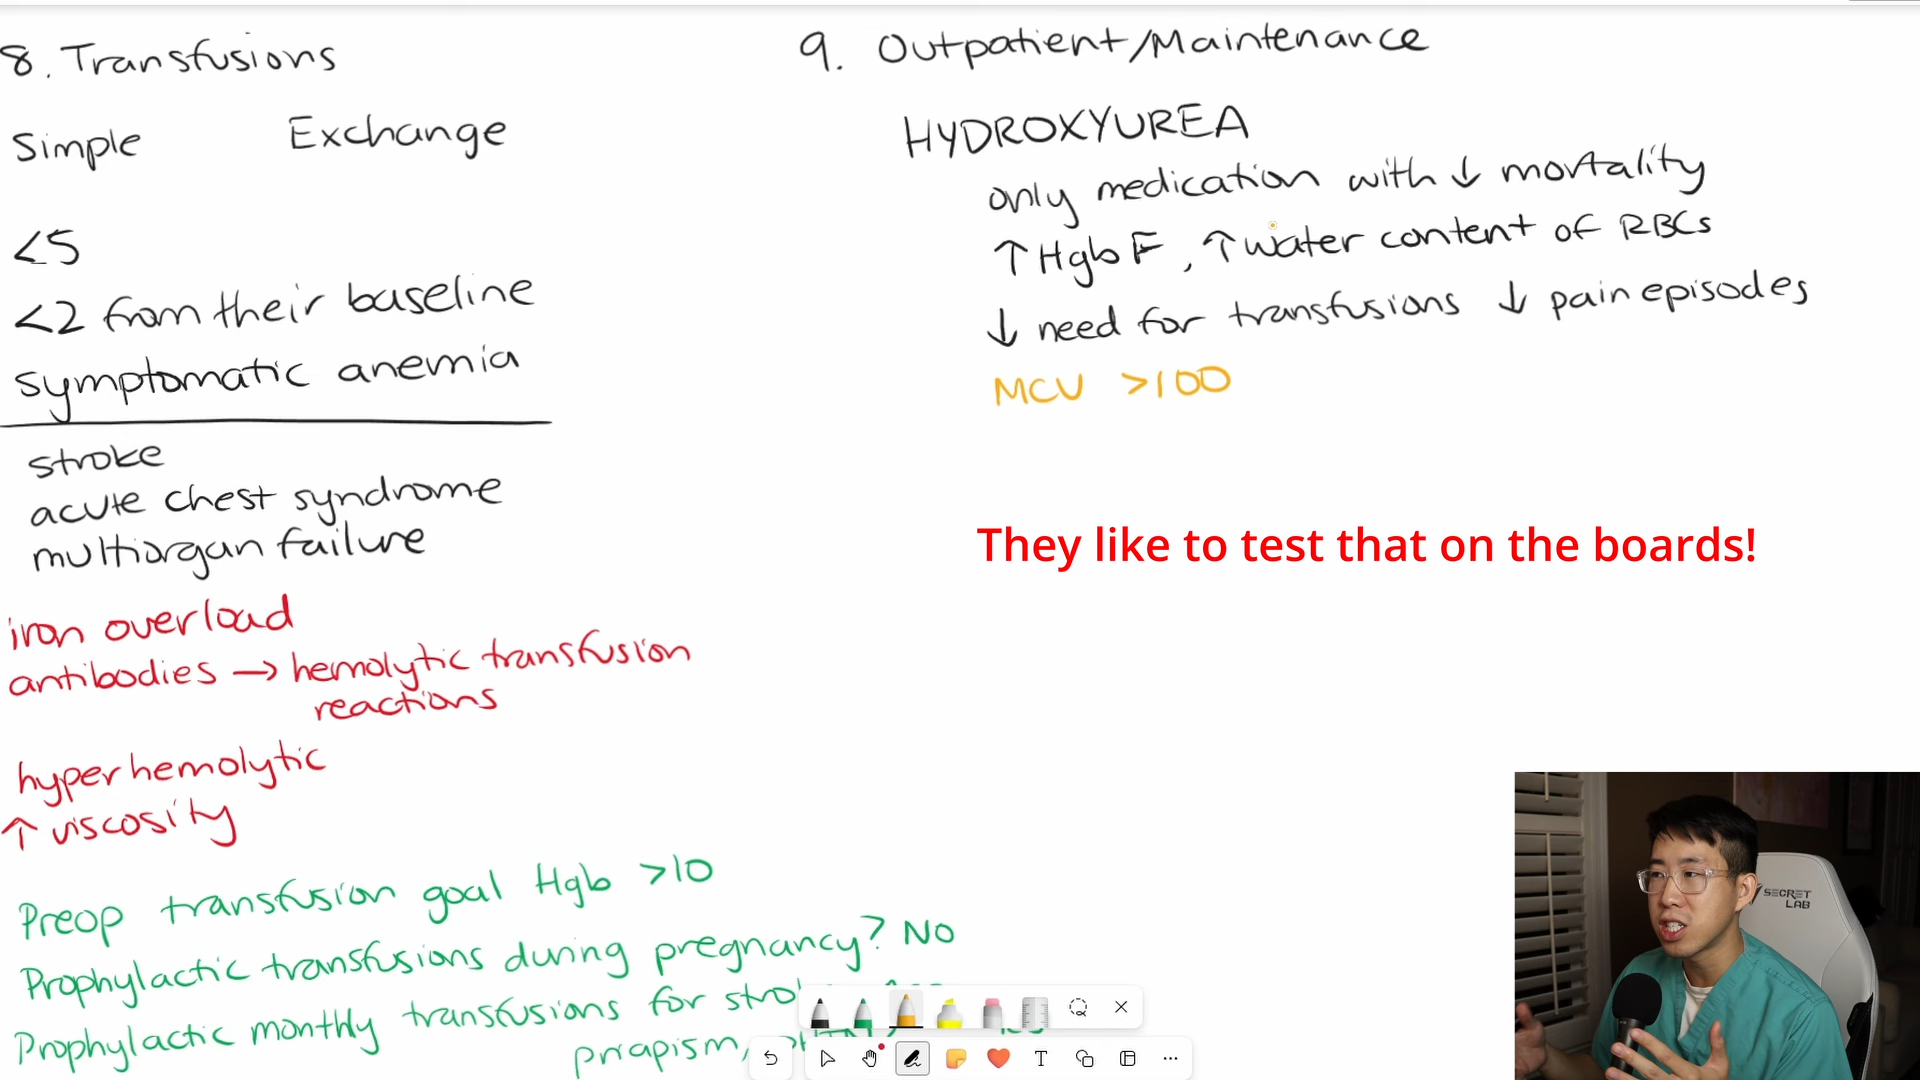 8. Transfusions
Simple Exchange
<5
<2 from their baseline
symptomatic anemia
stroke
acute chest syndrome
multiorgan failure
iron overload
antibodies → hemolytic transfusion
reactions
hyperhemolytic
↑ viscosity
Preop transfusion goal Hgb >10
Prophylactic transfusions during pregnancy? No
Prophylactic monthly transfusions for
priapism,
9. Outpatient/Maintenance
HYDROXYUREA
only medication with ↓ mortality
↑ Hgb F, ↑ water content of RBCs
↓ need for transfusions ↓ pain episodes
MCV >100
They like to test that on the boards!
SECRET
LAB
T